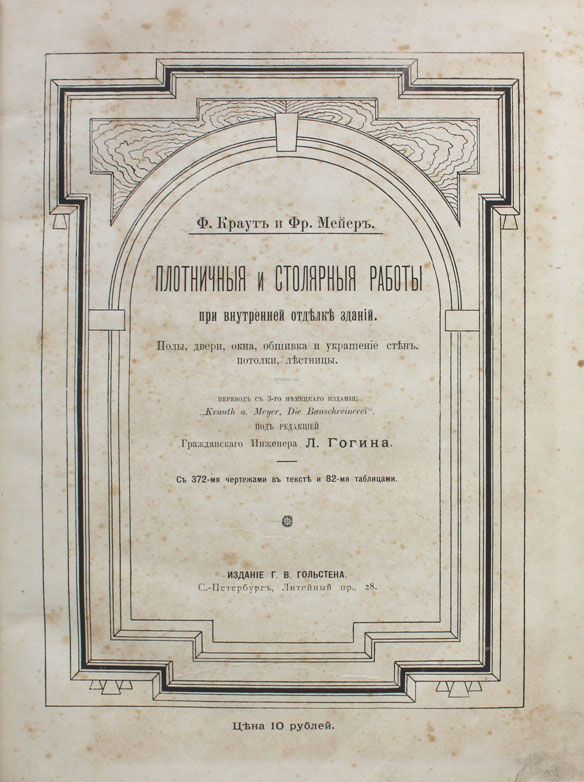 Ф. Краутъ и Фр. Мейеръ.
ПЛОТНИЧНЫЯ и СТОЛЯРНЫЯ РАБОТЫ
при внутренней отдѣлкѣ зданій.
Полы, двери, окна, обшивка и украшеніе стѣнъ,
потолки, лѣстницы.
ПЕРЕВОДЪ СЪ 3-ГО НѢМЕЦКАГО ИЗДАНІЯ:
„Krauth u. Meyer, Die Bauschreinerei".
ПОДЪ РЕДАКЦІЕЙ
Гражданскаго Инженера Л. Гогина.
Съ 372-мя чертежами въ текстѣ и 82-мя таблицами.
ИЗДАНІЕ Г. В. ГОЛЬСТЕНА.
С.-Петербургъ, Литейный пр., 28.
Цѣна 10 рублей.